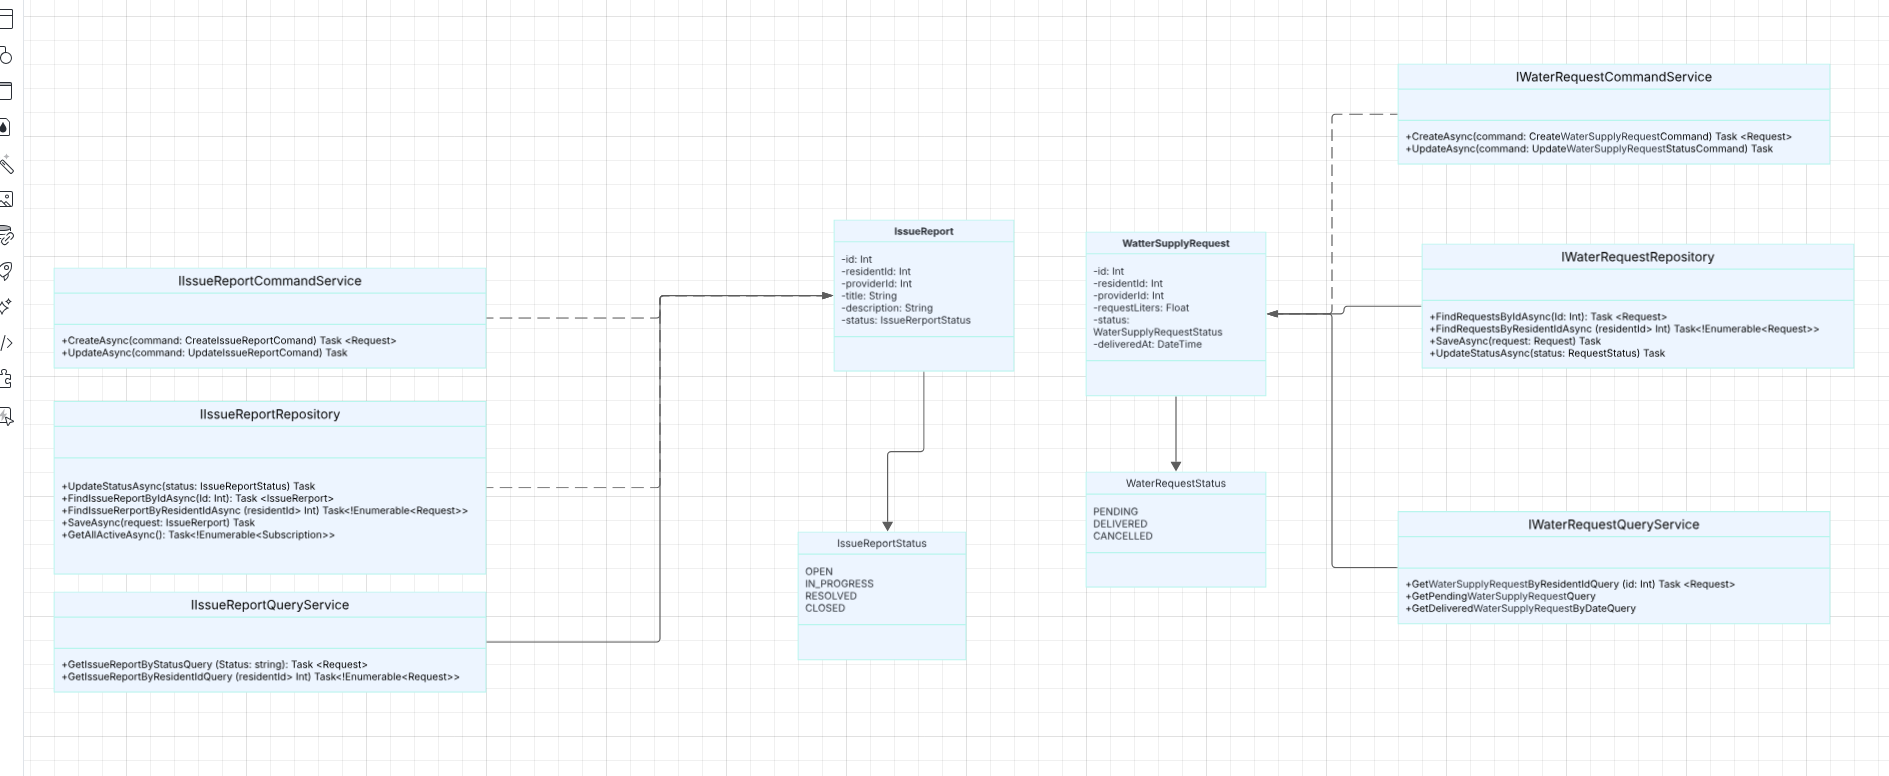 IWaterRequestCommandService
+CreateAsync(command: CreateWaterSupplyRequestCommand) Task <Request>
+UpdateAsync(command: UpdateWaterSupplyRequestStatusCommand) Task
IssueReport
-id: Int
-residentId: Int
-providerId: Int
-title: String
-description: String
-status: IssueRerportStatus
WatterSupplyRequest
-id: Int
-residentId: Int
-providerId: Int
-requestLiters: Float
-status:
WaterSupplyRequestStatus
-deliveredAt: DateTime
IWaterRequestRepository
+FindRequestsByIdAsync(Id: Int): Task <Request>
+FindRequestsByResidentIdAsync (residentId> Int) Task<!Enumerable<Request>>
+SaveAsync(request: Request) Task
+UpdateStatusAsync(status: RequestStatus) Task
IIssueReportCommandService
+CreateAsync(command: CreateIssueReportComand) Task <Request>
+UpdateAsync(command: UpdateIssueReportComand) Task
IIssueReportRepository
+UpdateStatusAsync(status: IssueReportStatus) Task
+FindIssueReportByIdAsync(Id: Int): Task <IssueRerport>
+FindIssueReportByResidentIdAsync (residentId> Int) Task<!Enumerable<Request>>
+SaveAsync(request: IssueRerport) Task
+GetAllActiveAsync(): Task<!Enumerable<Subscription>>
WaterRequestStatus
PENDING
DELIVERED
CANCELLED
IssueReportStatus
OPEN
IN_PROGRESS
RESOLVED
CLOSED
IWaterRequestQueryService
+GetWaterSupplyRequestByResidentIdQuery (id: Int) Task <Request>
+GetPendingWaterSupplyRequestQuery
+GetDeliveredWaterSupplyRequestByDateQuery
IIssueReportQueryService
+GetIssueReportByStatusQuery (Status: string): Task <Request>
+GetIssueReportByResidentIdQuery (residentId> Int) Task<!Enumerable<Request>>